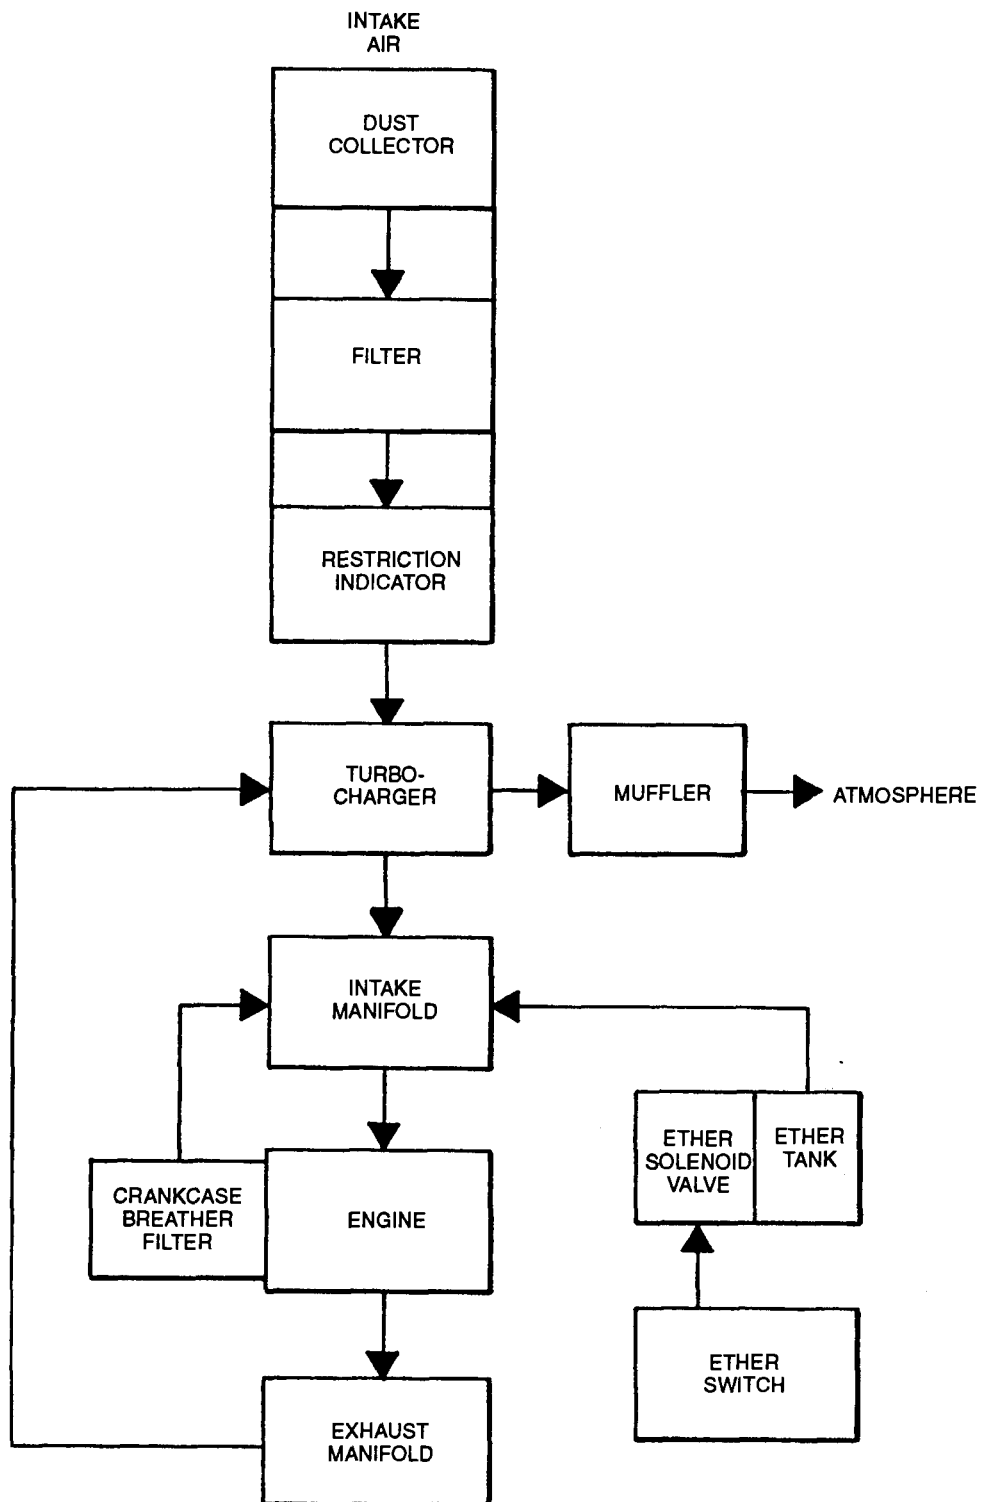 INTAKE
AIR
DUST
COLLECTOR
FILTER
RESTRICTION
INDICATOR
TURBO-
CHARGER
MUFFLER
ATMOSPHERE
INTAKE
MANIFOLD
ETHER
SOLENOID
VALVE
ETHER
TANK
CRANKCASE
BREATHER
FILTER
ENGINE
ETHER
SWITCH
EXHAUST
MANIFOLD